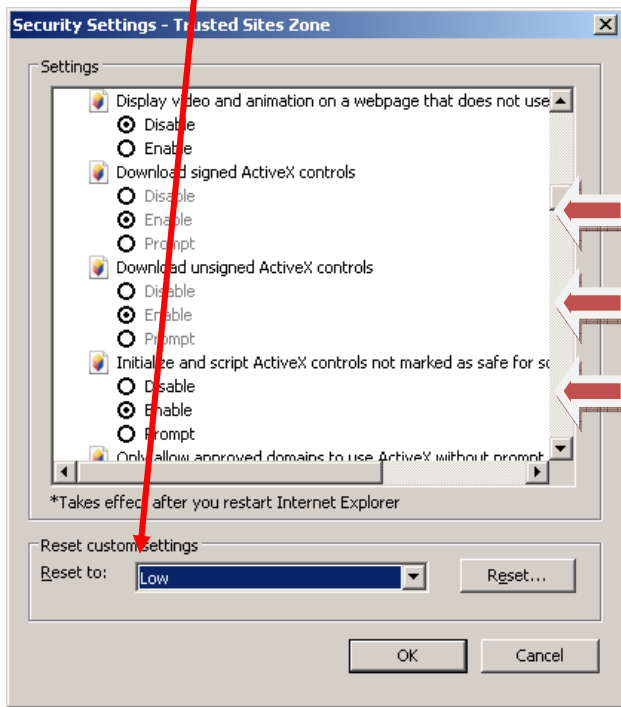 Security Settings - Trusted Sites Zone
Settings
Display video and animation on a webpage that does not use
Disable
Enable
Download signed ActiveX controls
Disable
Enable
Prompt
Download unsigned ActiveX controls
Disable
Enable
Prompt
Initialize and script ActiveX controls not marked as safe for
Disable
Enable
Prompt
Only allow approved domains to use ActiveX without prompt
*Takes effect after you restart Internet Explorer
Reset custom settings
Reset to:
Low
Reset...
OK
Cancel